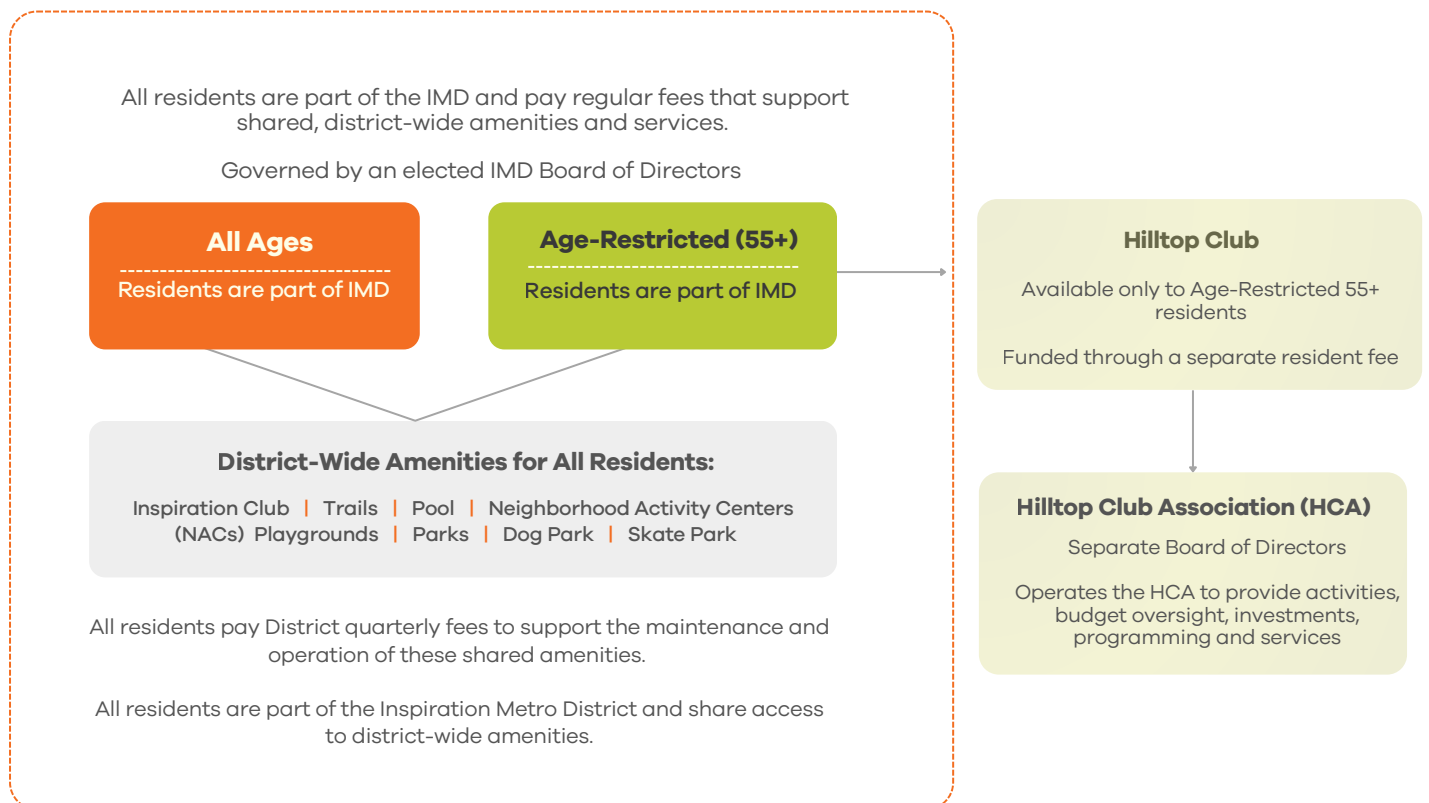 All residents are part of the IMD and pay regular fees that support
shared, district-wide amenities and services.
Governed by an elected IMD Board of Directors
All Ages
Residents are part of IMD
Age-Restricted (55+)
Residents are part of IMD
District-Wide Amenities for All Residents:
Inspiration Club | Trails | Pool | Neighborhood Activity Centers
(NACs) Playgrounds | Parks | Dog Park | Skate Park
All residents pay District quarterly fees to support the maintenance and
operation of these shared amenities.
All residents are part of the Inspiration Metro District and share access
to district-wide amenities.
Hilltop Club
Available only to Age-Restricted 55+
residents
Funded through a separate resident fee
Hilltop Club Association (HCA)
Separate Board of Directors
Operates the HCA to provide activities,
budget oversight, investments,
programming and services